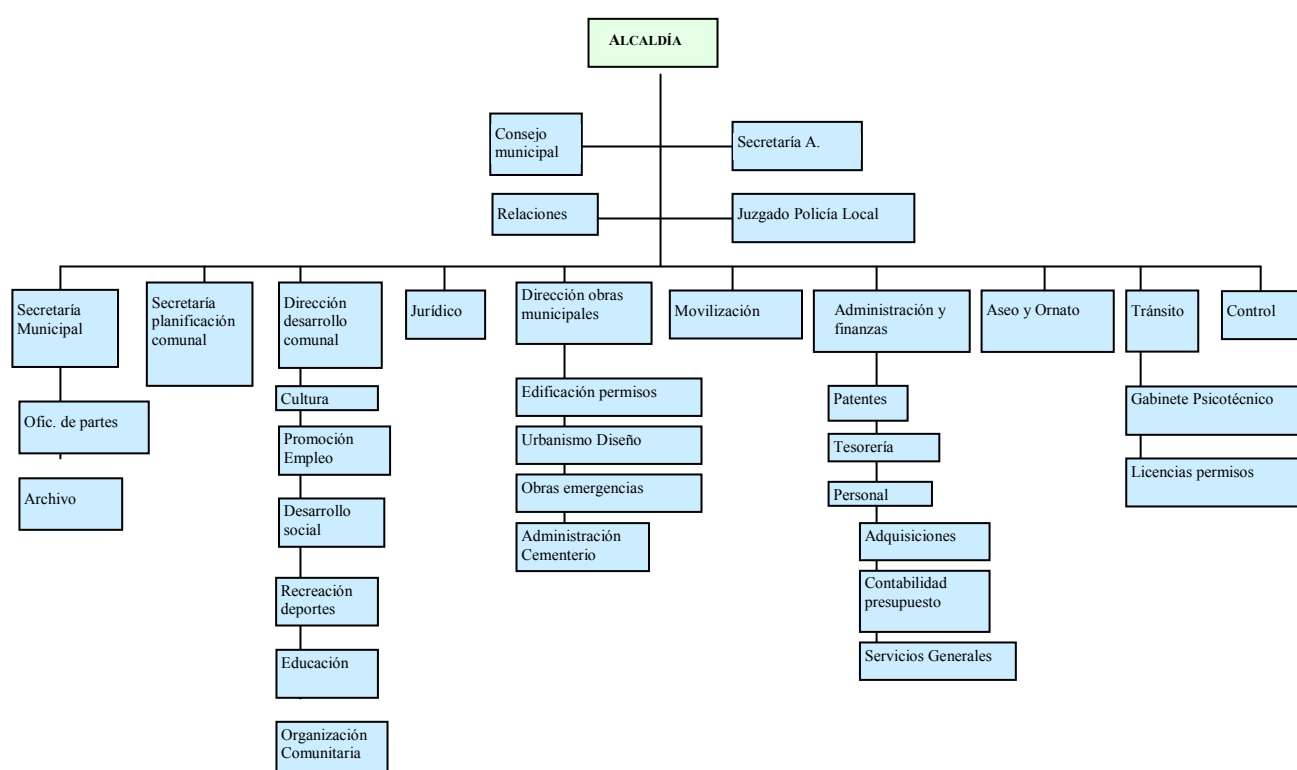 ALCALDÍA
Consejo
municipal
Secretaría A.
Relaciones
Juzgado Policía Local
Secretaría
Municipal
Secretaría
planificación
comunal
Dirección
desarrollo
comunal
Jurídico
Dirección obras
municipales
Movilización
Administración y
finanzas
Aseo y Ornato
Tránsito
Control
Ofic. de partes
Archivo
Cultura
Promoción
Empleo
Desarrollo
social
Recreación
deportes
Educación
Organización
Comunitaria
Edificación permisos
Urbanismo Diseño
Obras emergencias
Administración
Cementerio
Patentes
Tesorería
Personal
Adquisiciones
Contabilidad
presupuesto
Servicios Generales
Gabinete Psicotécnico
Licencias permisos